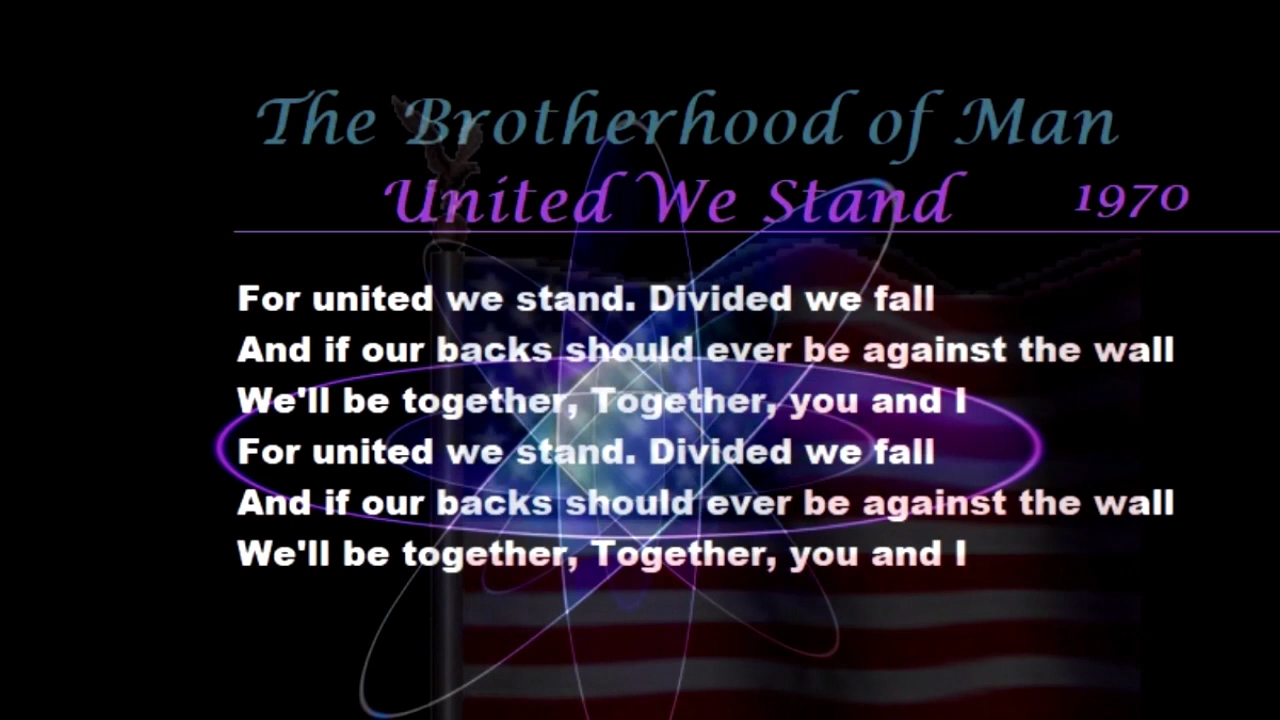 The Brotherhood of Man
United We Stand 1970
For united we stand. Divided we fall
And if our backs should ever be against the wall
We'll be together, Together, you and I
For united we stand. Divided we fall
And if our backs should ever be against the wall
We'll be together, Together, you and I